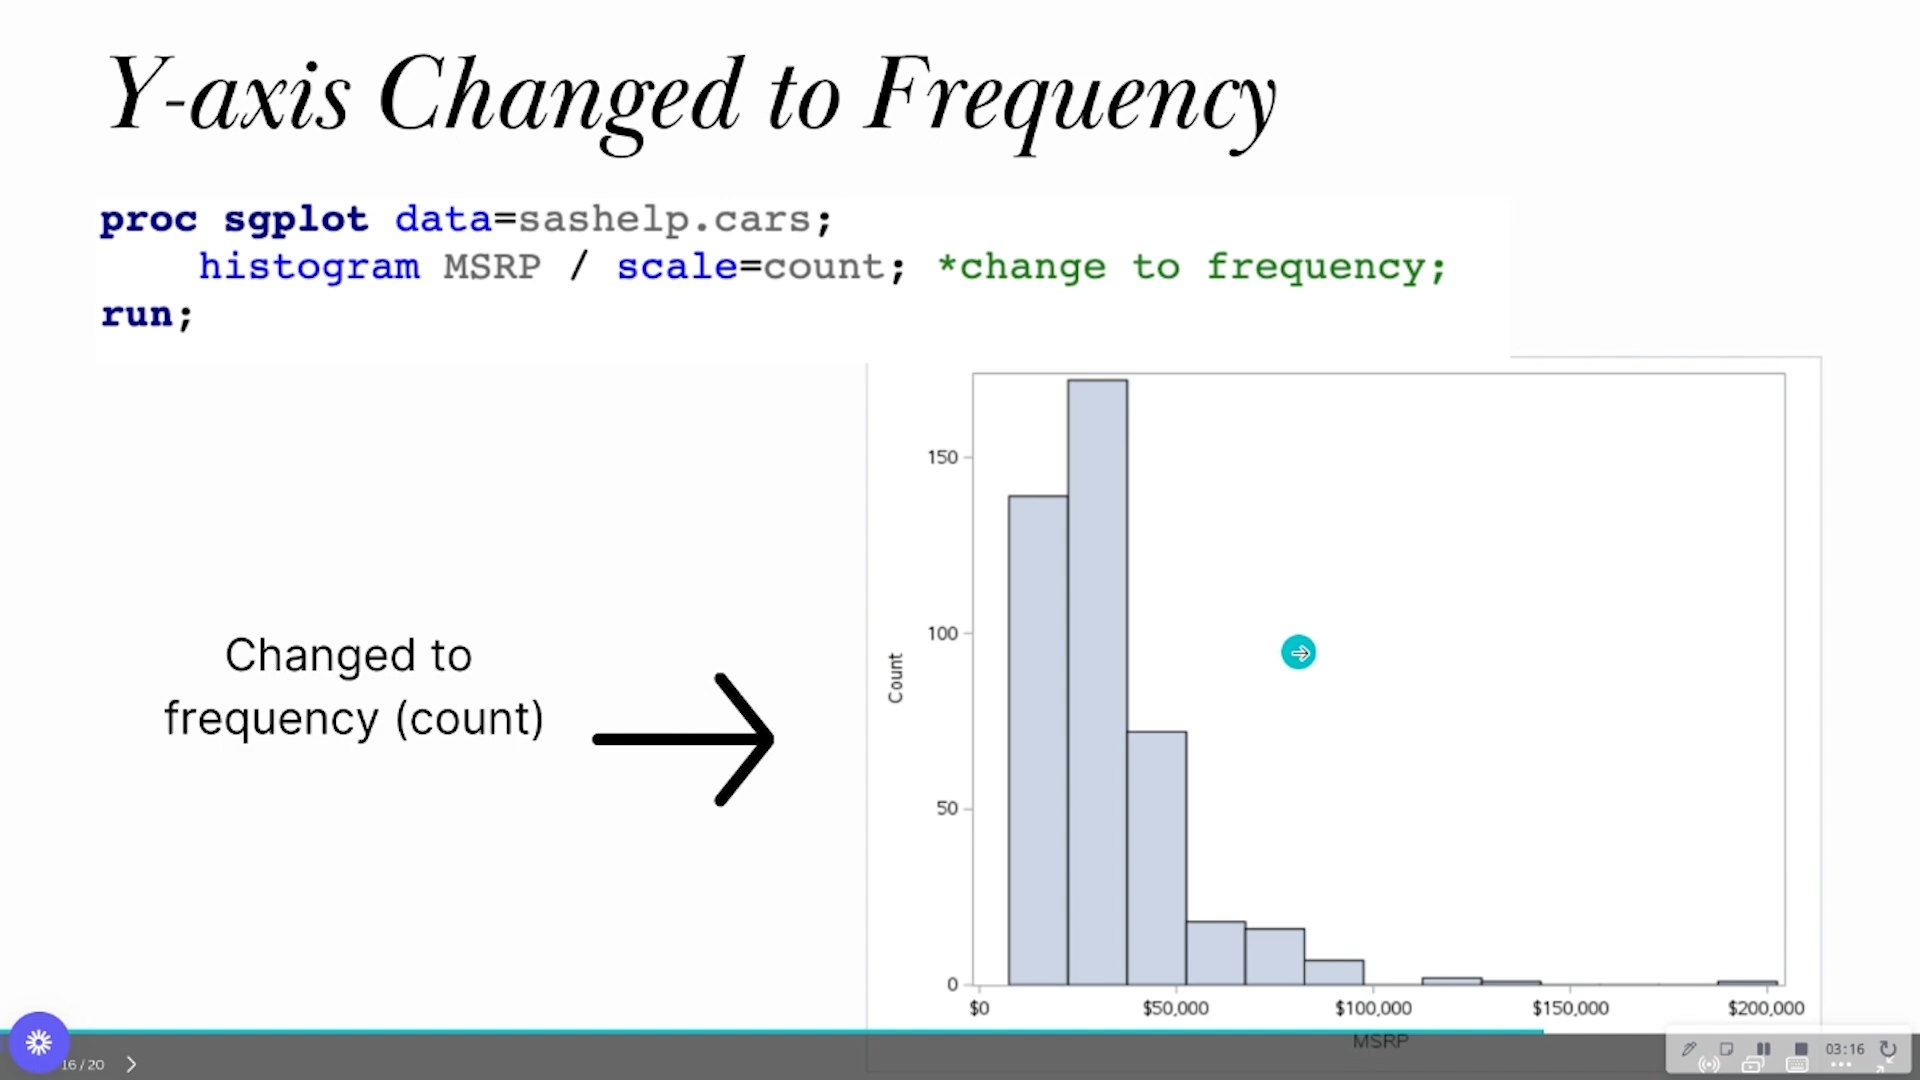 Y-axis Changed to Frequency
proc sgplot data=sashelp.cars;
histogram MSRP / scale=count; *change to frequency;
run;
Changed to
frequency (count)
Count
150
100
50
0
$0 $50,000 $100,000 $150,000 $200,000
MSRP
16 / 20
03:16